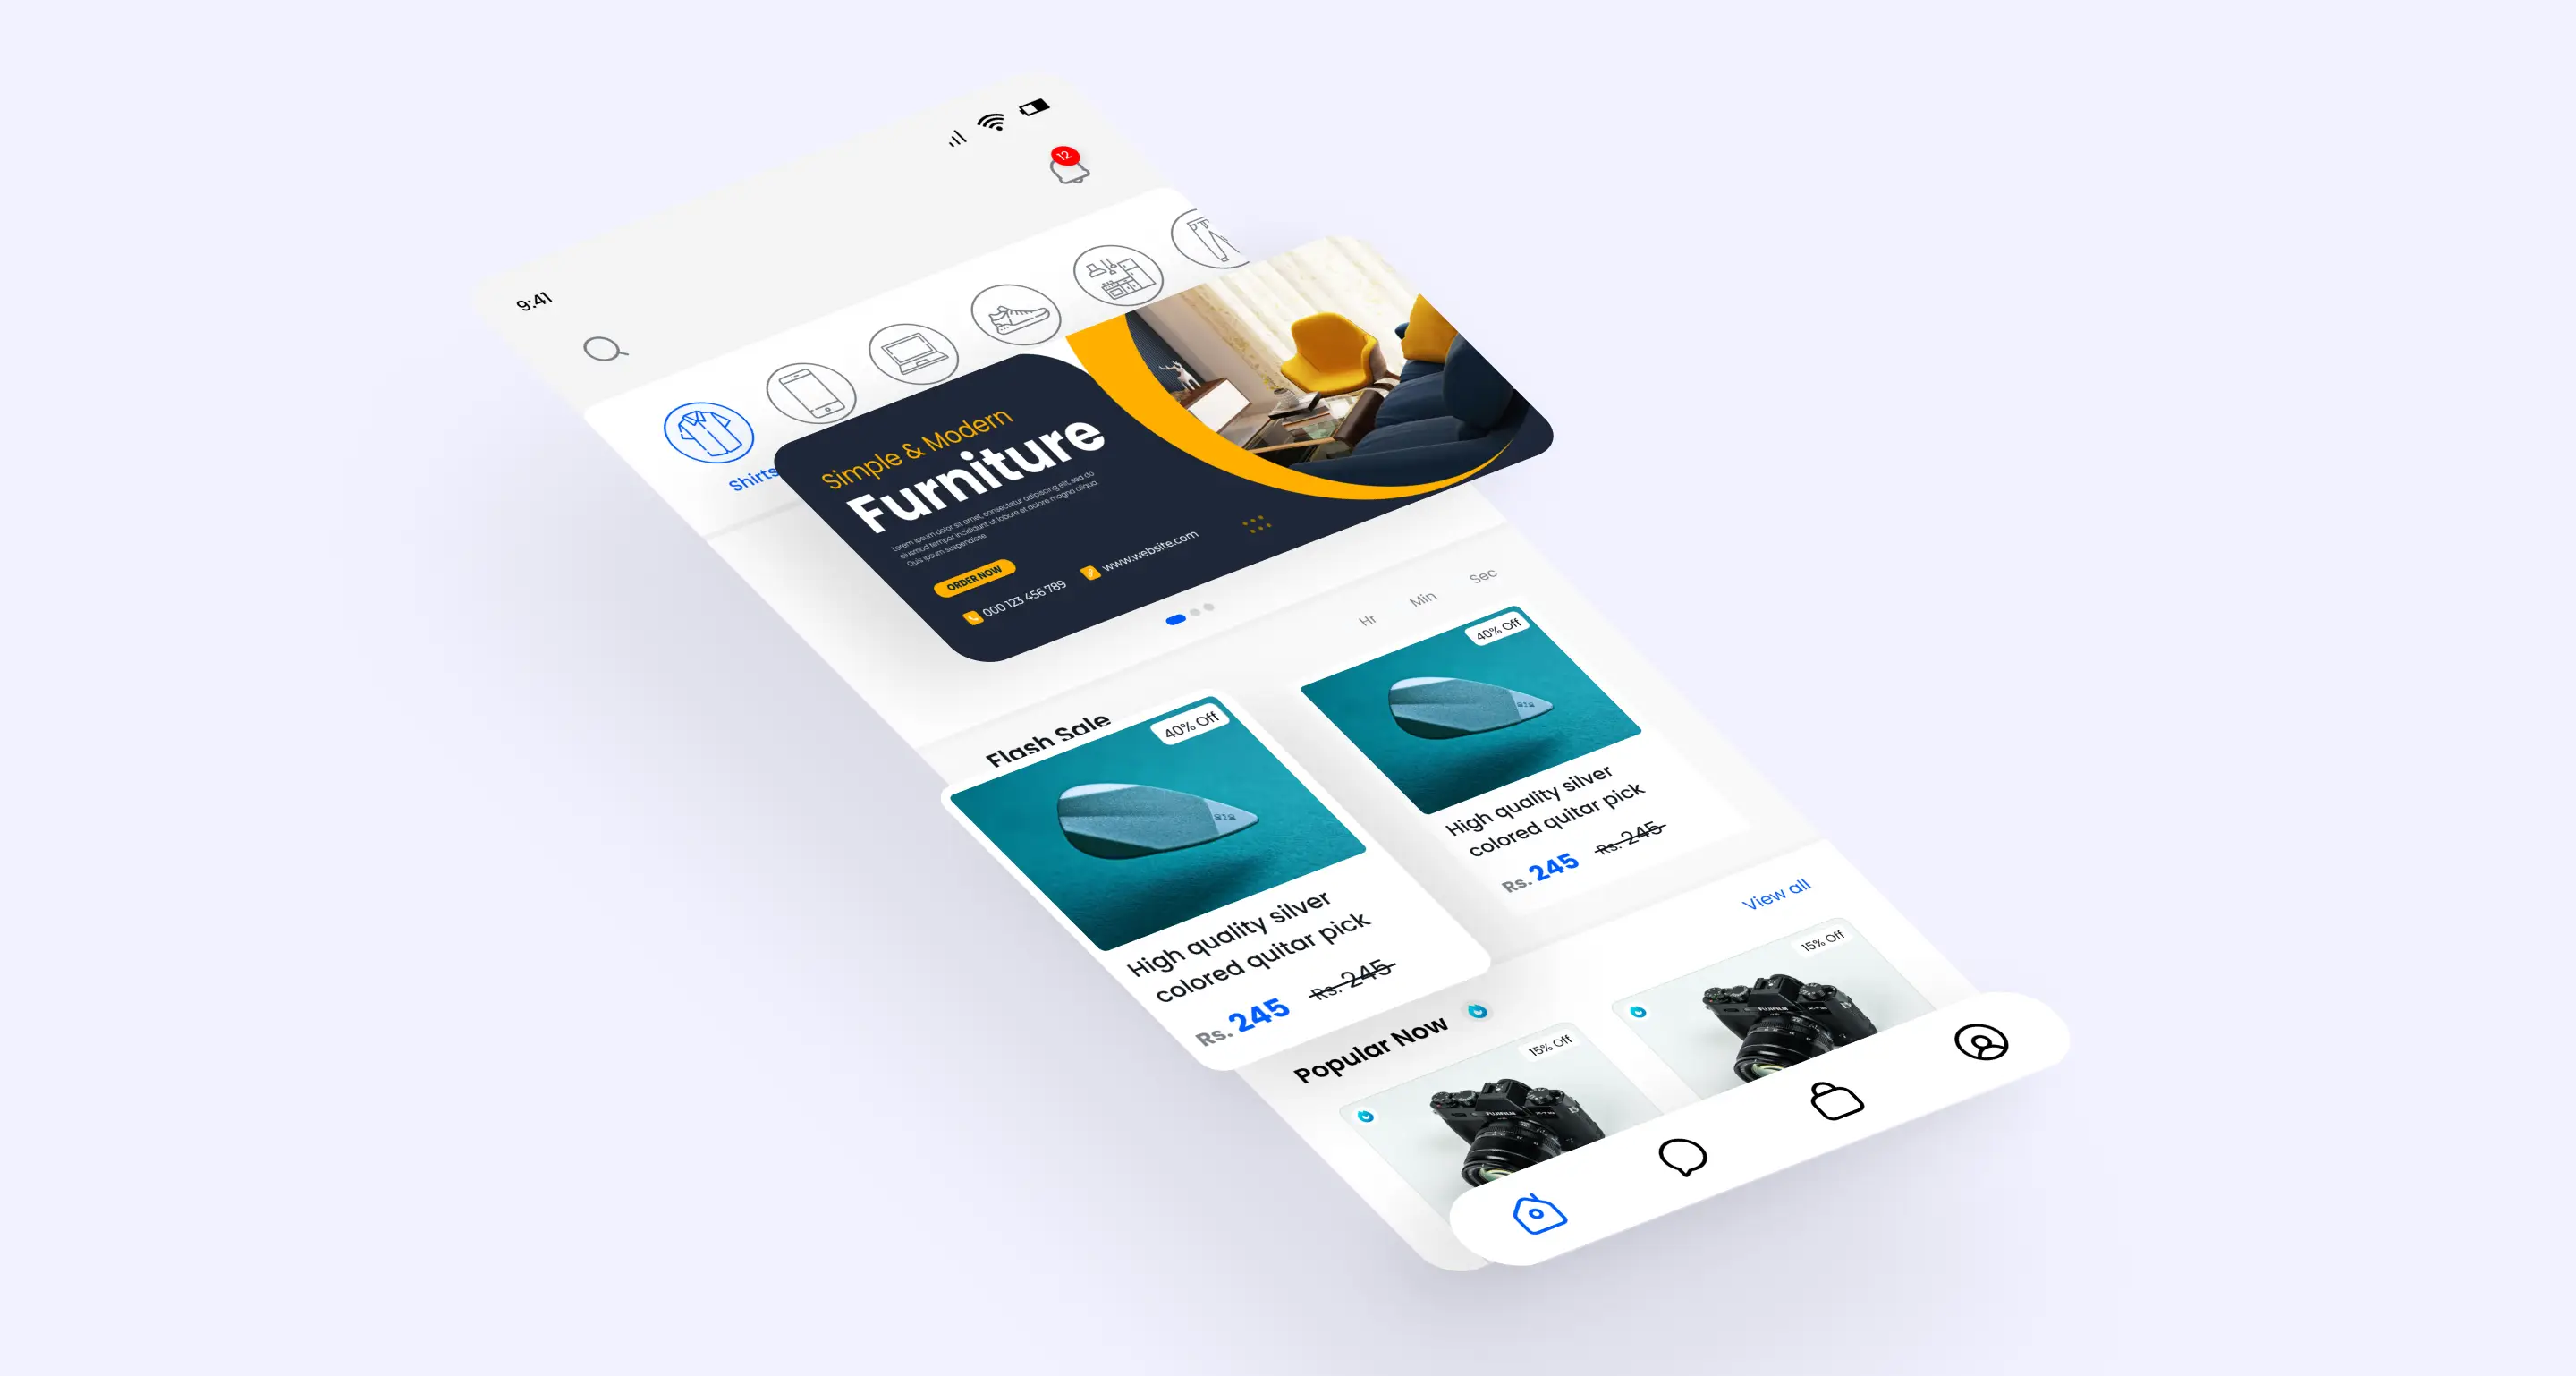 9:41
12
Shirts
Simple & Modern
Furniture
Lorem ipsum dolor sit amet, consectetur adipiscing elit, sed do
eiusmod tempor incididunt ut labore et dolore magna aliqua
Quis ipsum suspendisse
ORDER NOW
000 123 456 789
www.website.com
Hr
Min
Sec
Flash Sale
40% Off
High quality silver
colored quitar pick
Rs. 245
Rs. 245
40% Off
High quality silver
colored quitar pick
Rs. 245
Rs. 245
Popular Now
View all
15% Off
FUJIFILM
15% Off
FUJIFILM